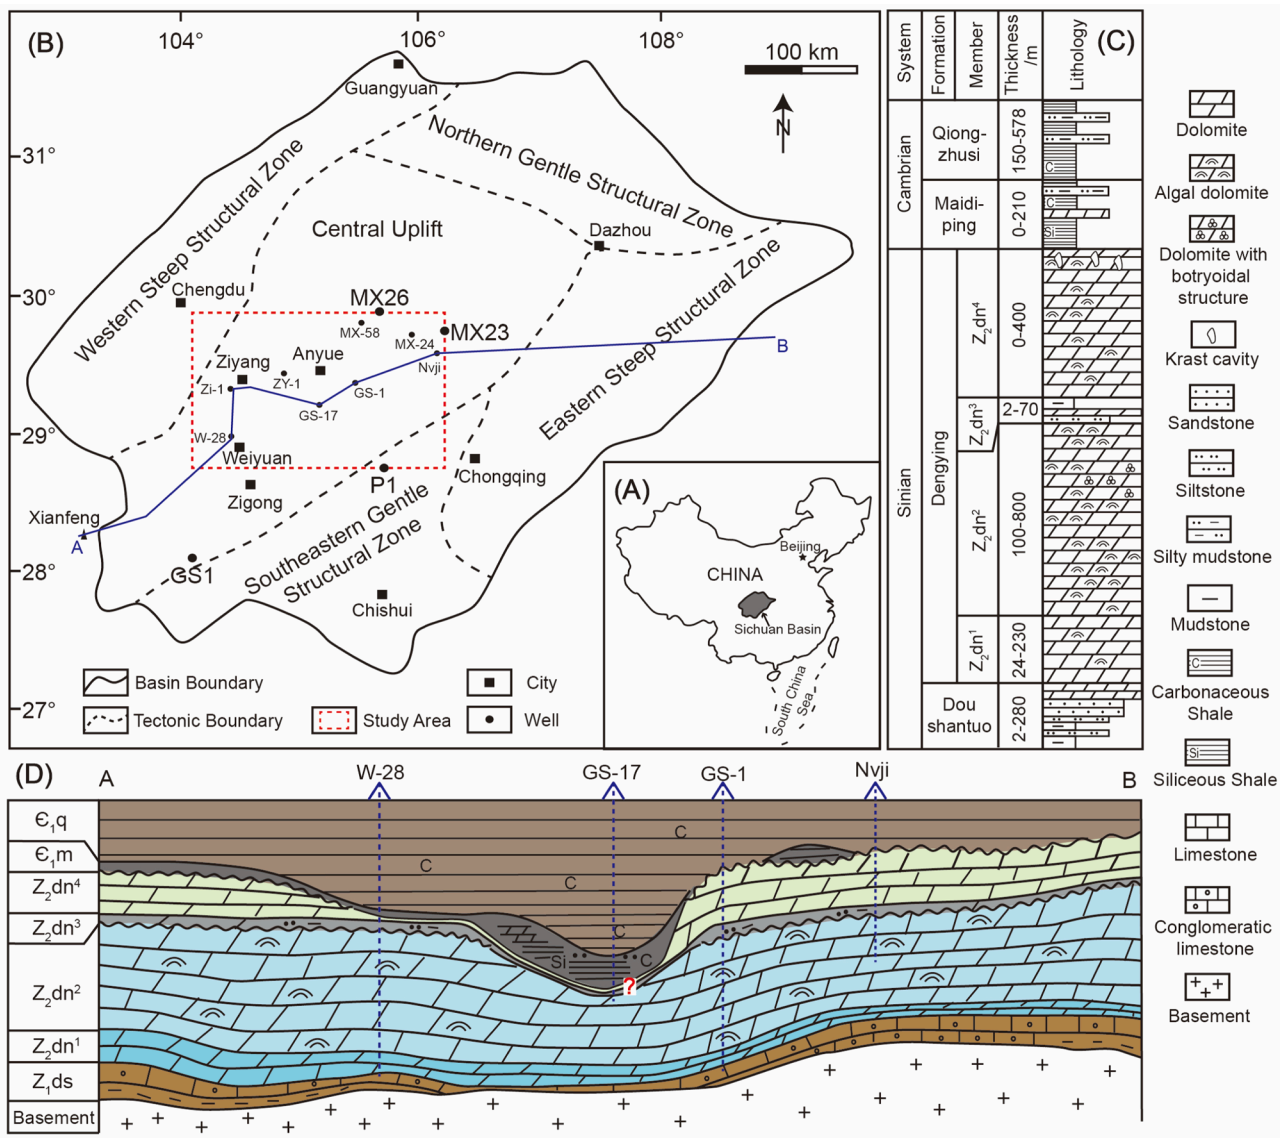 (B)
104°
106°
108°
100 km
N
31°
30°
29°
28°
27°
Guangyuan
Northern Gentle Structural Zone
Western Steep Structural Zone
Central Uplift
Dazhou
Chengdu
MX26
MX-58
MX23
MX-24
Nvji
B
Ziyang
Anyue
Zi-1
ZY-1
GS-1
GS-17
Eastern Steep Structural Zone
W-28
Weiyuan
P1
Chongqing
Zigong
Xianfeng
A
GS1
Southeastern Gentle
Structural Zone
Chishui
Basin Boundary
City
Tectonic Boundary
Study Area
Well
(A)
Beijing
CHINA
Sichuan Basin
South China
Sea
(C)
System
Formation
Member
Thickness
/m
Lithology
Cambrian
Qiong-
zhusi
150-578
C
Maidi-
ping
0-210
C
Si
Sinian
Dengying
Z₂dn⁴
0-400
Z₂dn³
2-70
Z₂dn²
100-800
Z₂dn¹
24-230
Dou
shantuo
2-280
Dolomite
Algal dolomite
Dolomite with
botryoidal
structure
Krast cavity
Sandstone
Siltstone
Silty mudstone
Mudstone
C
Carbonaceous
Shale
Si
Siliceous Shale
Limestone
Conglomeratic
limestone
Basement
(D)
A
W-28
GS-17
GS-1
Nvji
B
Є₁q
Є₁m
Z₂dn⁴
Z₂dn³
Z₂dn²
Z₂dn¹
Z₁ds
Basement
C
C
C
C
Si
C
?